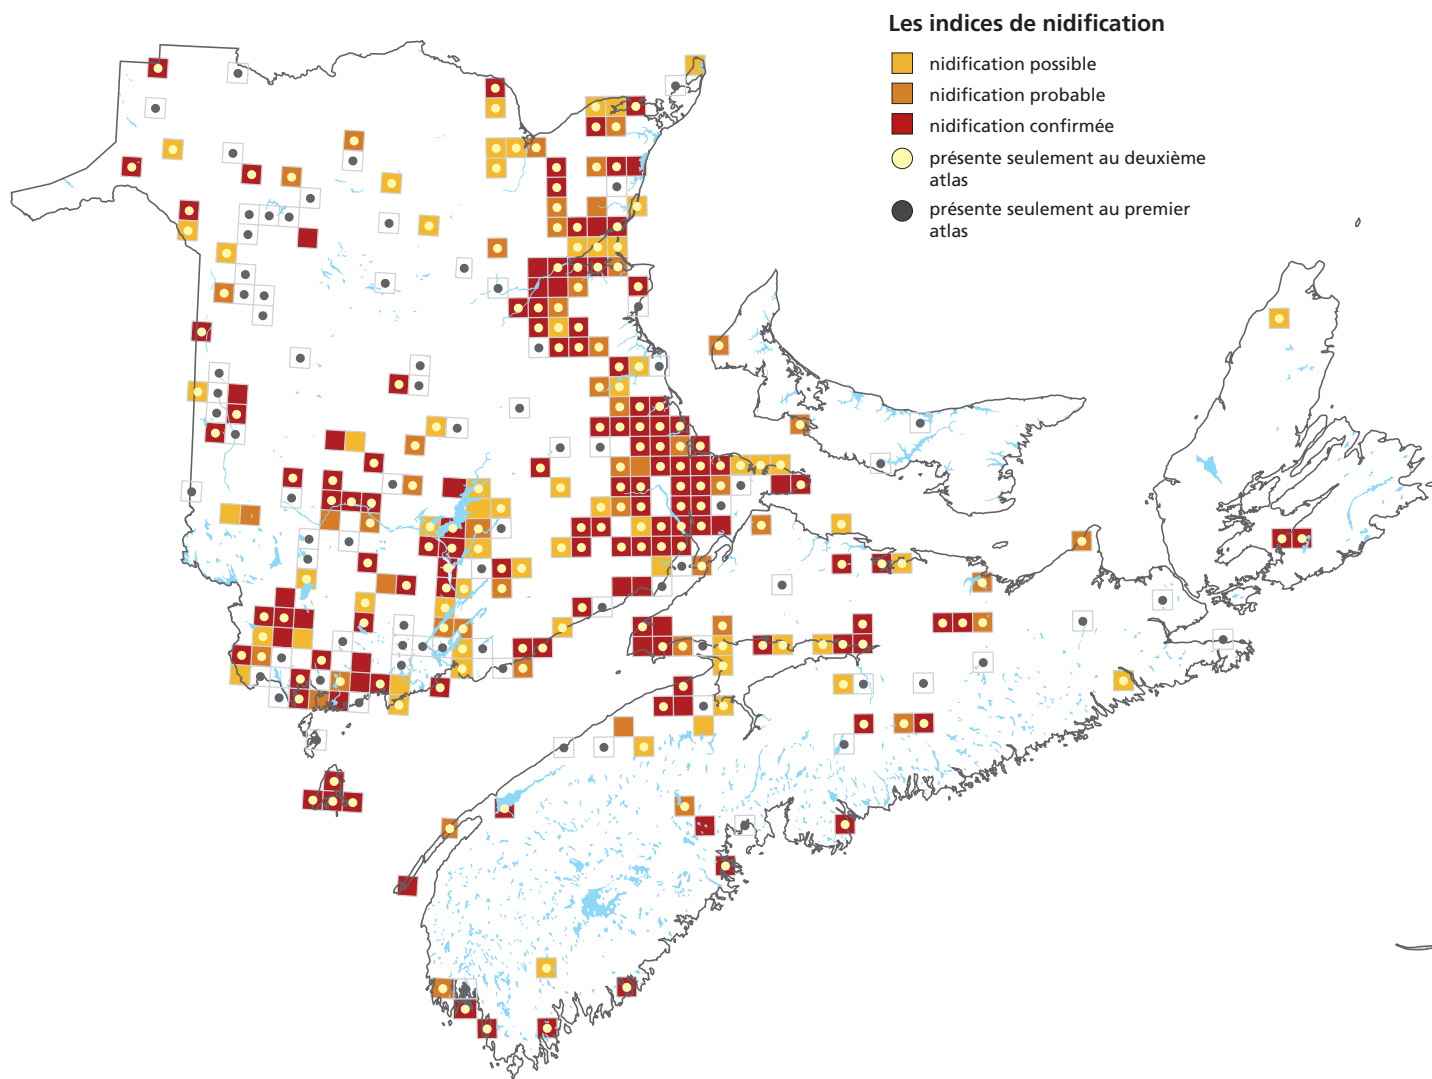 Les indices de nidification
nidification possible
nidification probable
nidification confirmée
présente seulement au deuxième
atlas
présente seulement au premier
atlas